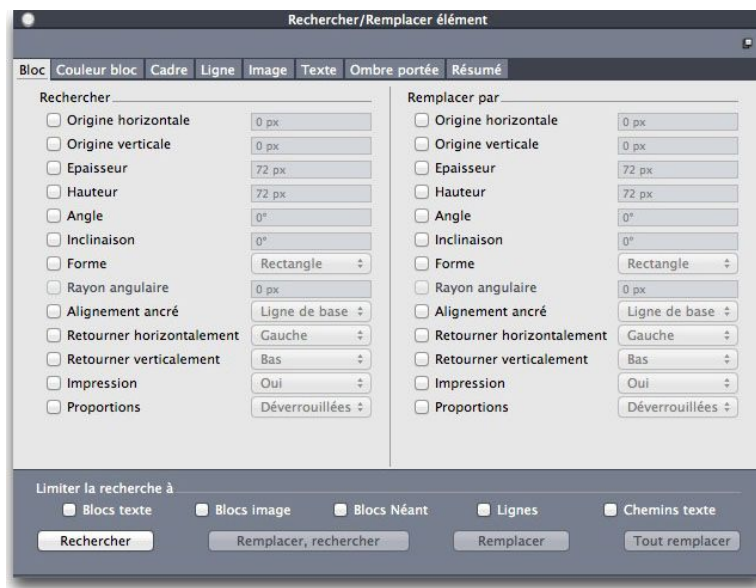 Rechercher/Remplacer élément
Bloc Couleur bloc Cadre Ligne Image Texte Ombre portée Résumé
Rechercher
Origine horizontale 0 px
Origine verticale 0 px
Epaisseur 72 px
Hauteur 72 px
Angle 0°
Inclinaison 0°
Forme Rectangle
Rayon angulaire 0 px
Alignement ancré Ligne de base
Retourner horizontalement Gauche
Retourner verticalement Bas
Impression Oui
Proportions Déverrouillées
Remplacer par
Origine horizontale 0 px
Origine verticale 0 px
Epaisseur 72 px
Hauteur 72 px
Angle 0°
Inclinaison 0°
Forme Rectangle
Rayon angulaire 0 px
Alignement ancré Ligne de base
Retourner horizontalement Gauche
Retourner verticalement Bas
Impression Oui
Proportions Déverrouillées
Limiter la recherche à
Blocs texte Blocs image Blocs Néant Lignes Chemins texte
Rechercher Remplacer, rechercher Remplacer Tout remplacer